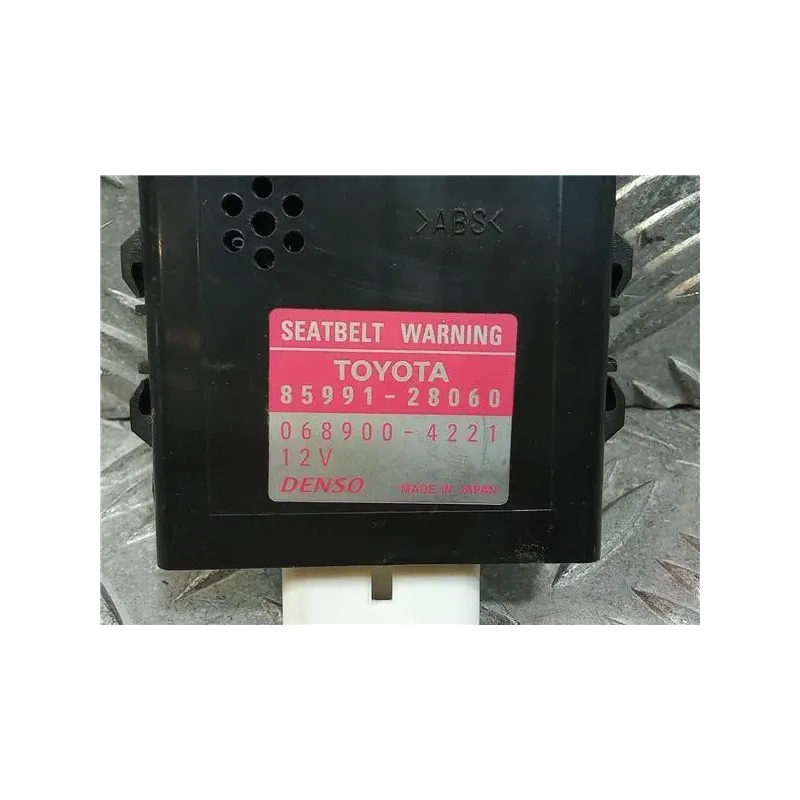 >ABS<
SEATBELT WARNING
TOYOTA
85991-28060
068900-4221
12V
DENSO MADE IN JAPAN